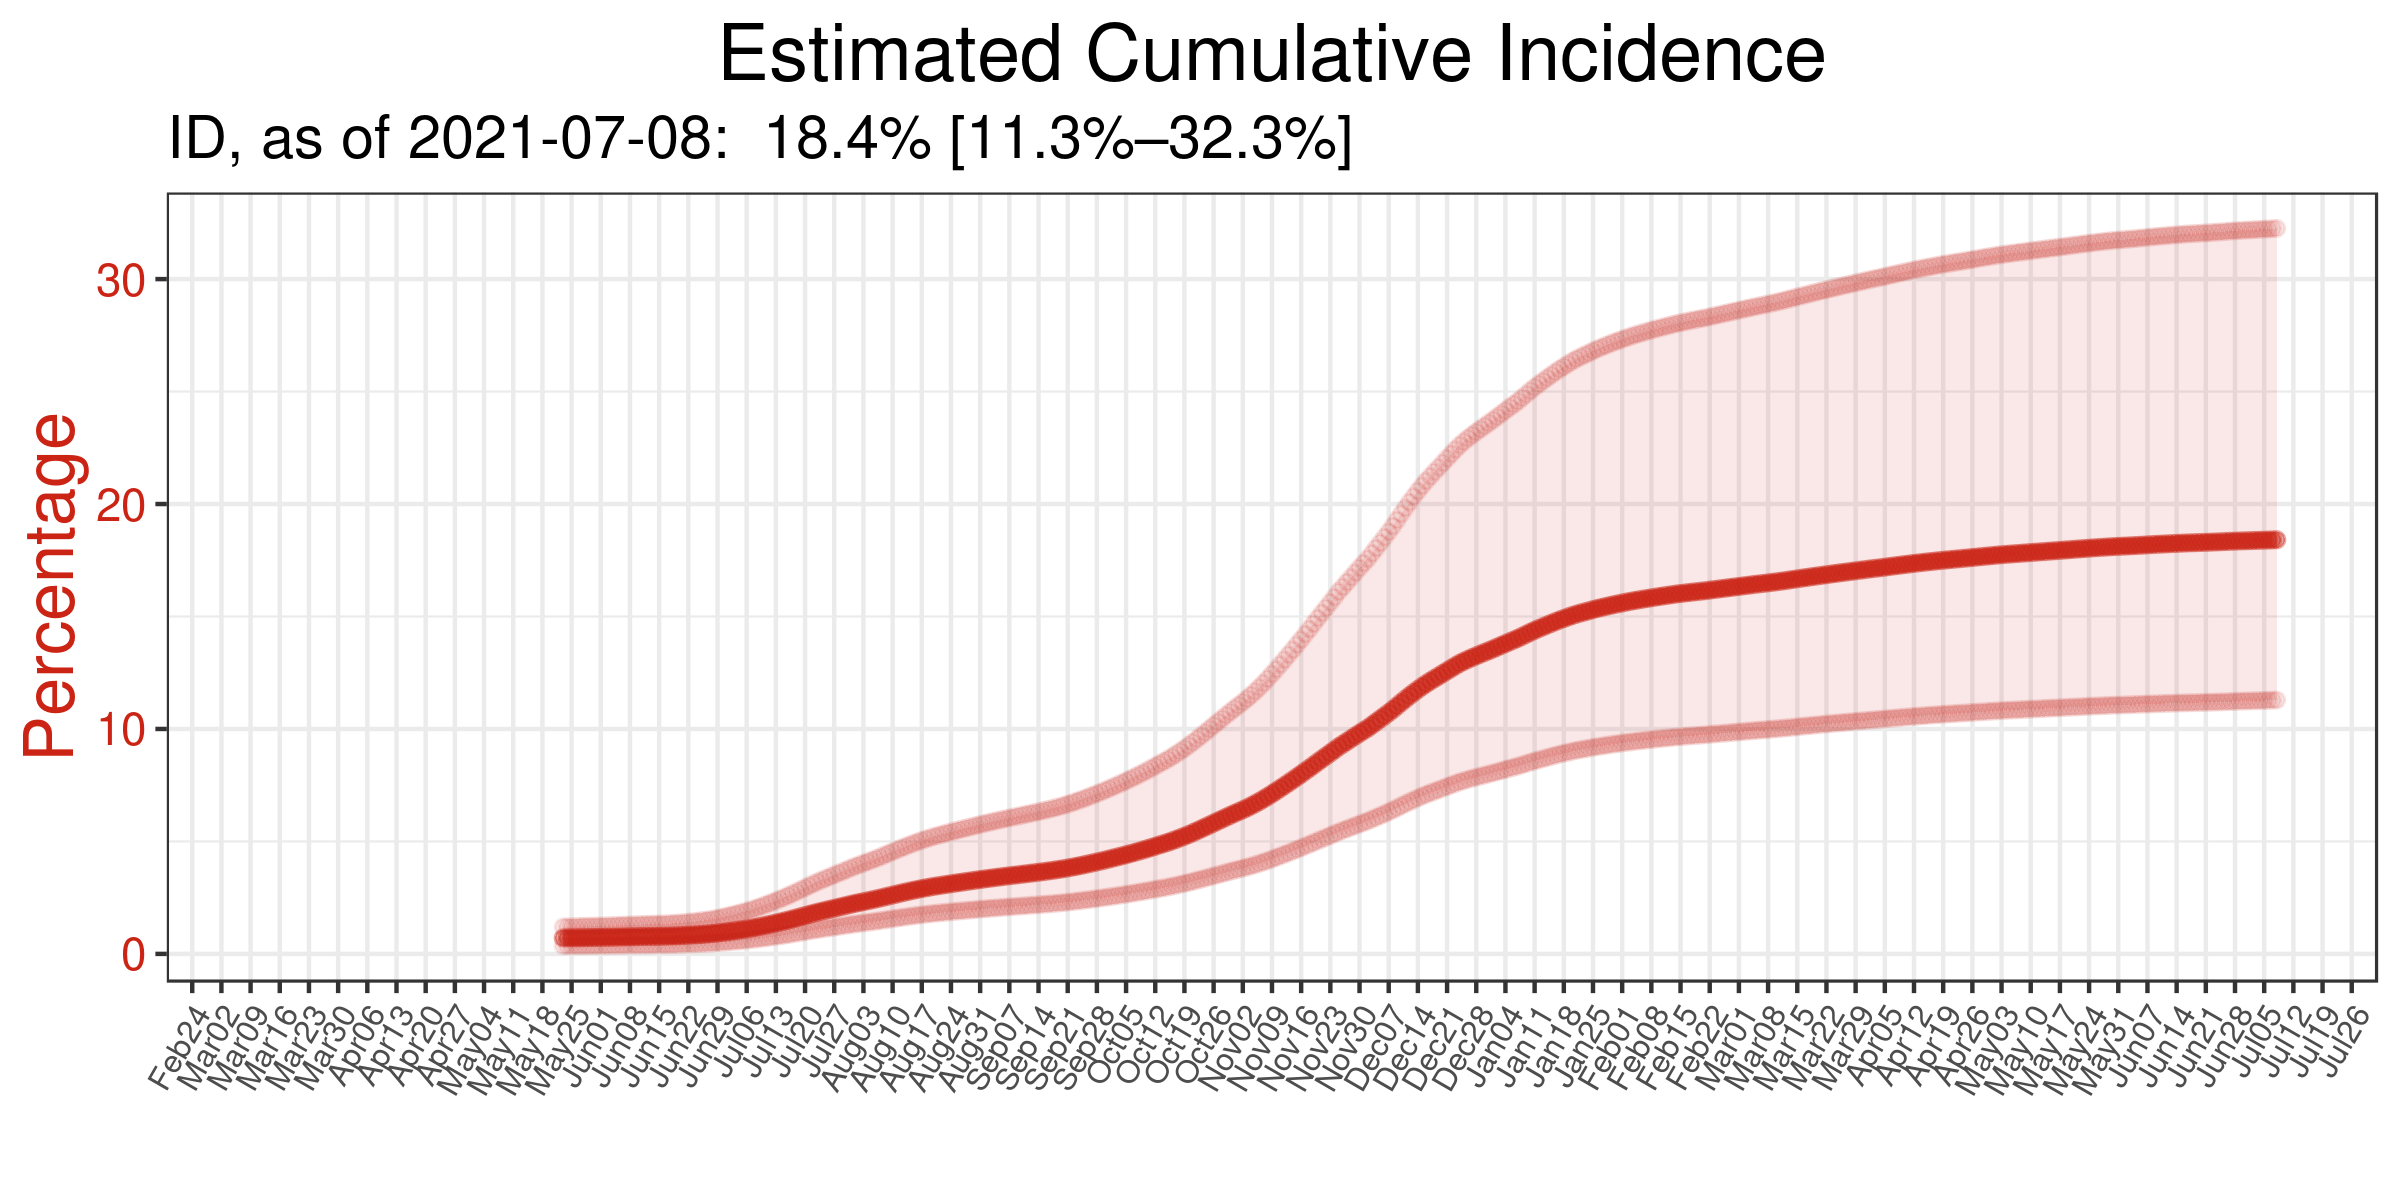 Estimated Cumulative Incidence
ID, as of 2021-07-08:  18.4% [11.3%–32.3%]
Percentage
30
20
10
0
Feb24
Mar02
Mar09
Mar16
Mar23
Mar30
Apr06
Apr13
Apr20
Apr27
May04
May11
May18
May25
Jun01
Jun08
Jun15
Jun22
Jun29
Jul06
Jul13
Jul20
Jul27
Aug03
Aug10
Aug17
Aug24
Aug31
Sep07
Sep14
Sep21
Sep28
Oct05
Oct12
Oct19
Oct26
Nov02
Nov09
Nov16
Nov23
Nov30
Dec07
Dec14
Dec21
Dec28
Jan04
Jan11
Jan18
Jan25
Feb01
Feb08
Feb15
Feb22
Mar01
Mar08
Mar15
Mar22
Mar29
Apr05
Apr12
Apr19
Apr26
May03
May10
May17
May24
May31
Jun07
Jun14
Jun21
Jun28
Jul05
Jul12
Jul19
Jul26